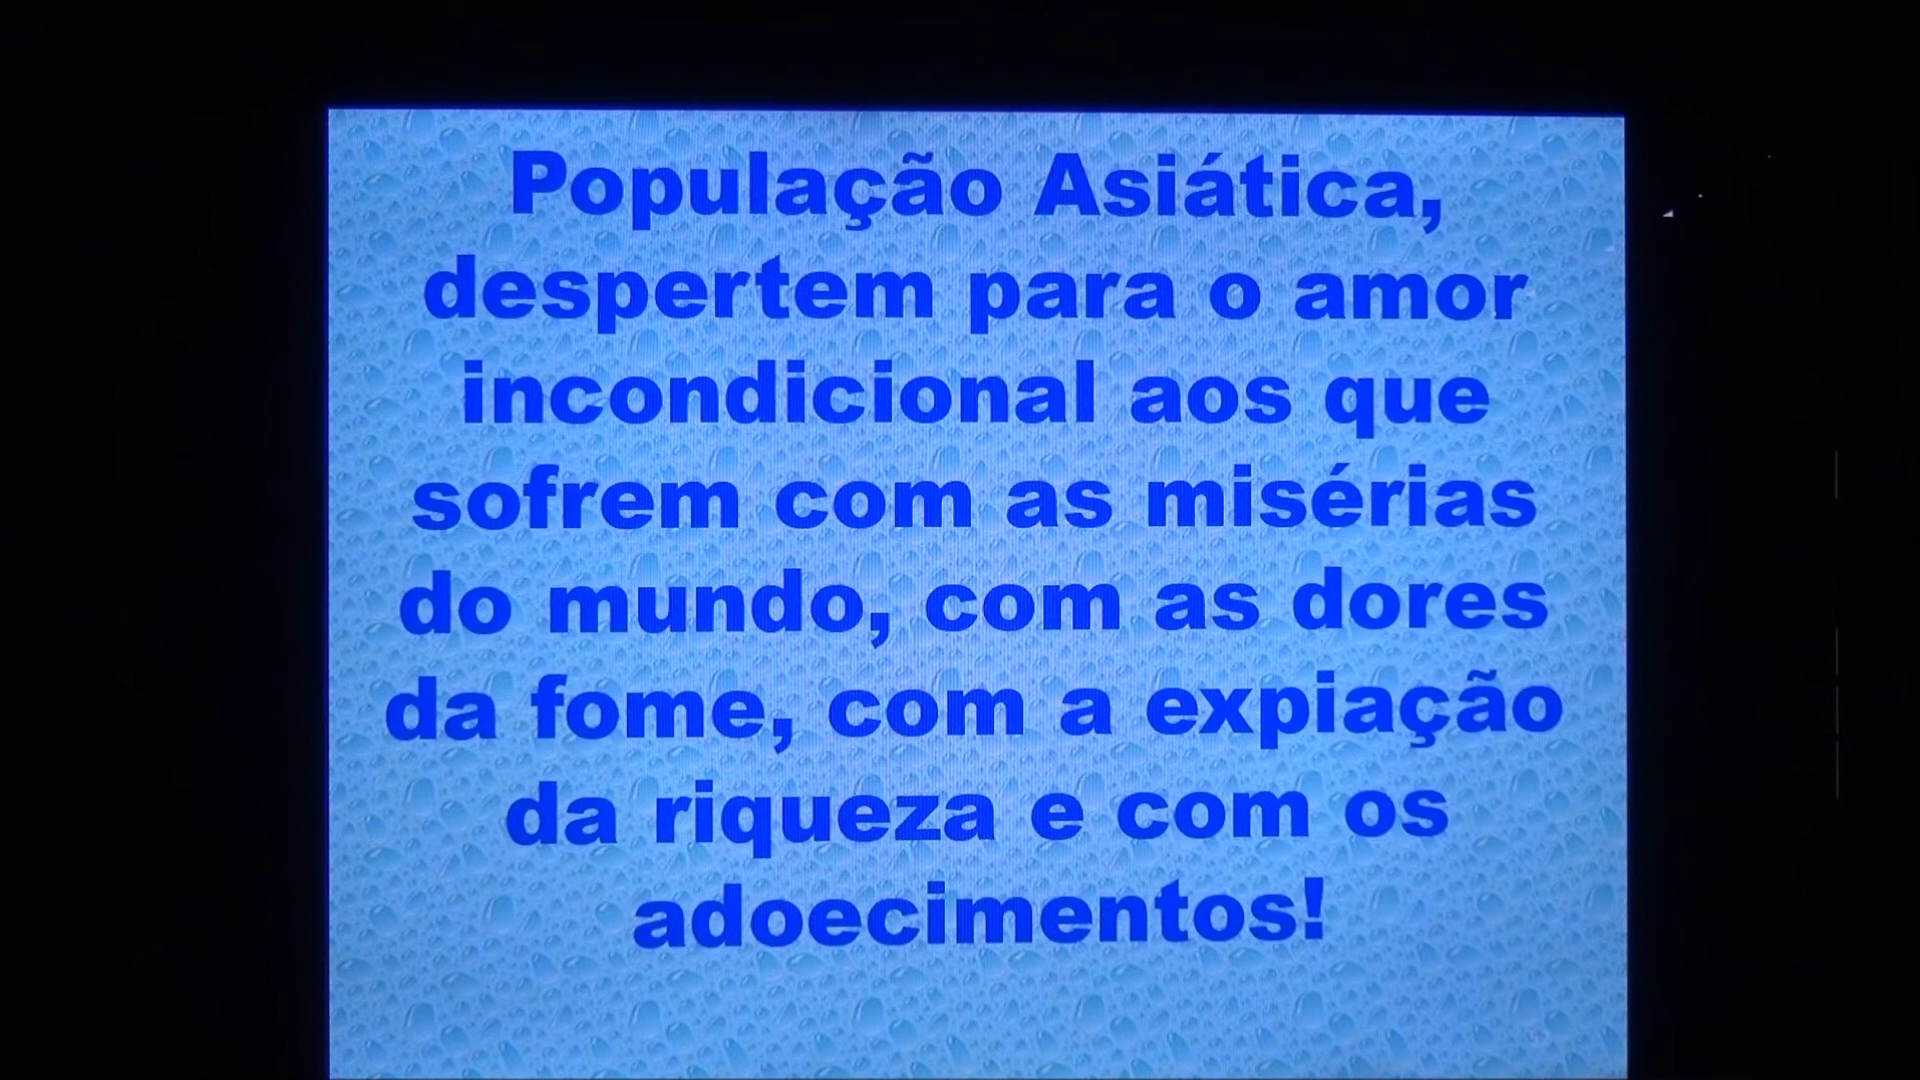 População Asiática,
despertem para o amor
incondicional aos que
sofrem com as misérias
do mundo, com as dores
da fome, com a expiação
da riqueza e com os
adoecimentos!